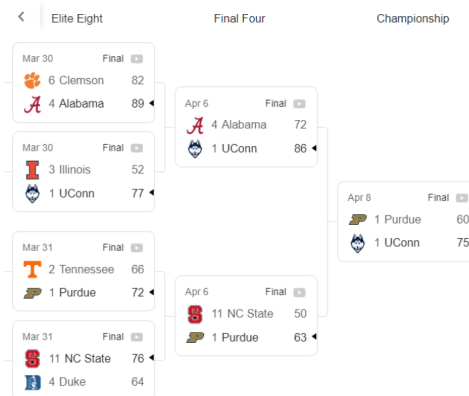 Elite Eight Final Four Championship
Mar 30 Final
6 Clemson 82
4 Alabama 89
Mar 30 Final
3 Illinois 52
1 UConn 77
Mar 31 Final
2 Tennessee 66
1 Purdue 72
Mar 31 Final
11 NC State 76
4 Duke 64
Apr 6 Final
4 Alabama 72
1 UConn 86
Apr 6 Final
11 NC State 50
1 Purdue 63
Apr 8 Final
1 Purdue 60
1 UConn 75